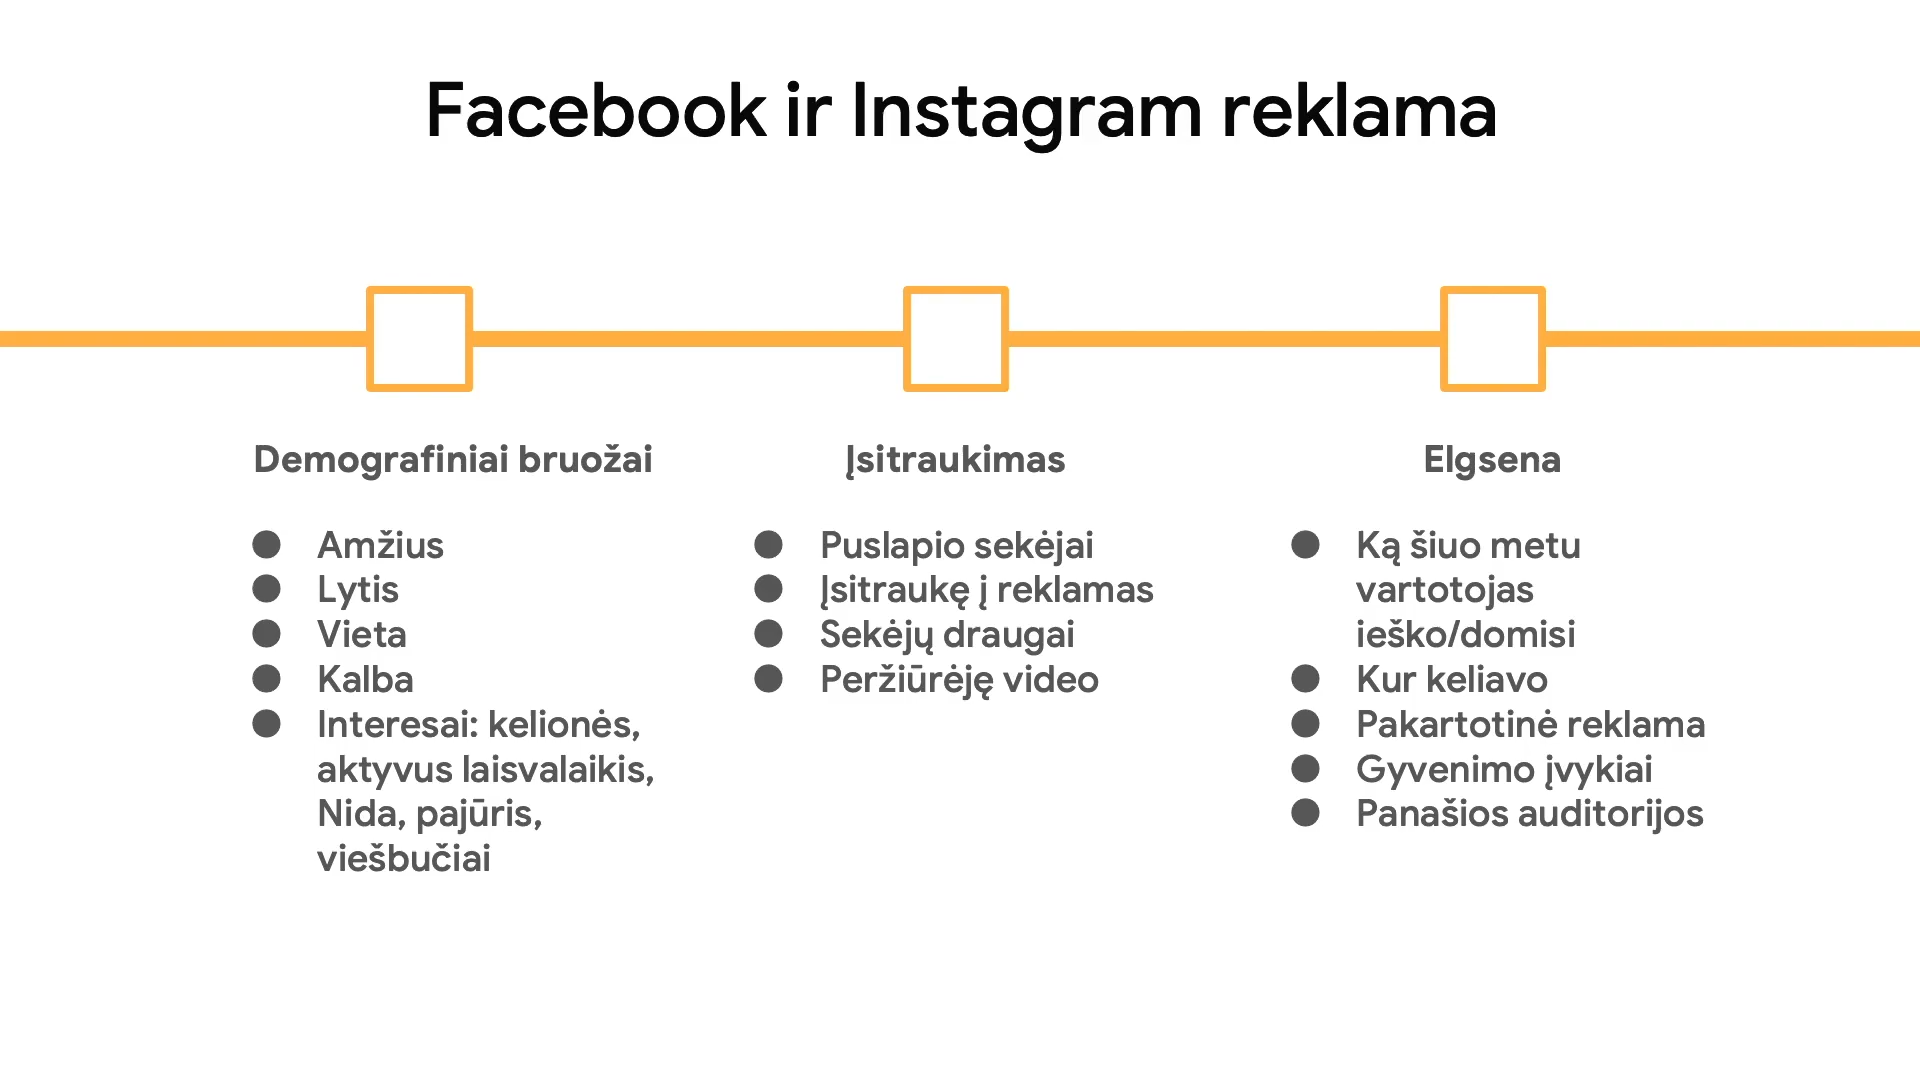 Facebook ir Instagram reklama
Demografiniai bruožai
Amžius
Lytis
Vieta
Kalba
Interesai: kelionės,
aktyvus laisvalaikis,
Nida, pajūris,
viešbučiai
Įsitraukimas
Puslapio sekėjai
Įsitraukę į reklamas
Sekėjų draugai
Peržiūrėję video
Elgsena
Ką šiuo metu
vartotojas
ieško/domisi
Kur keliavo
Pakartotinė reklama
Gyvenimo įvykiai
Panašios auditorijos